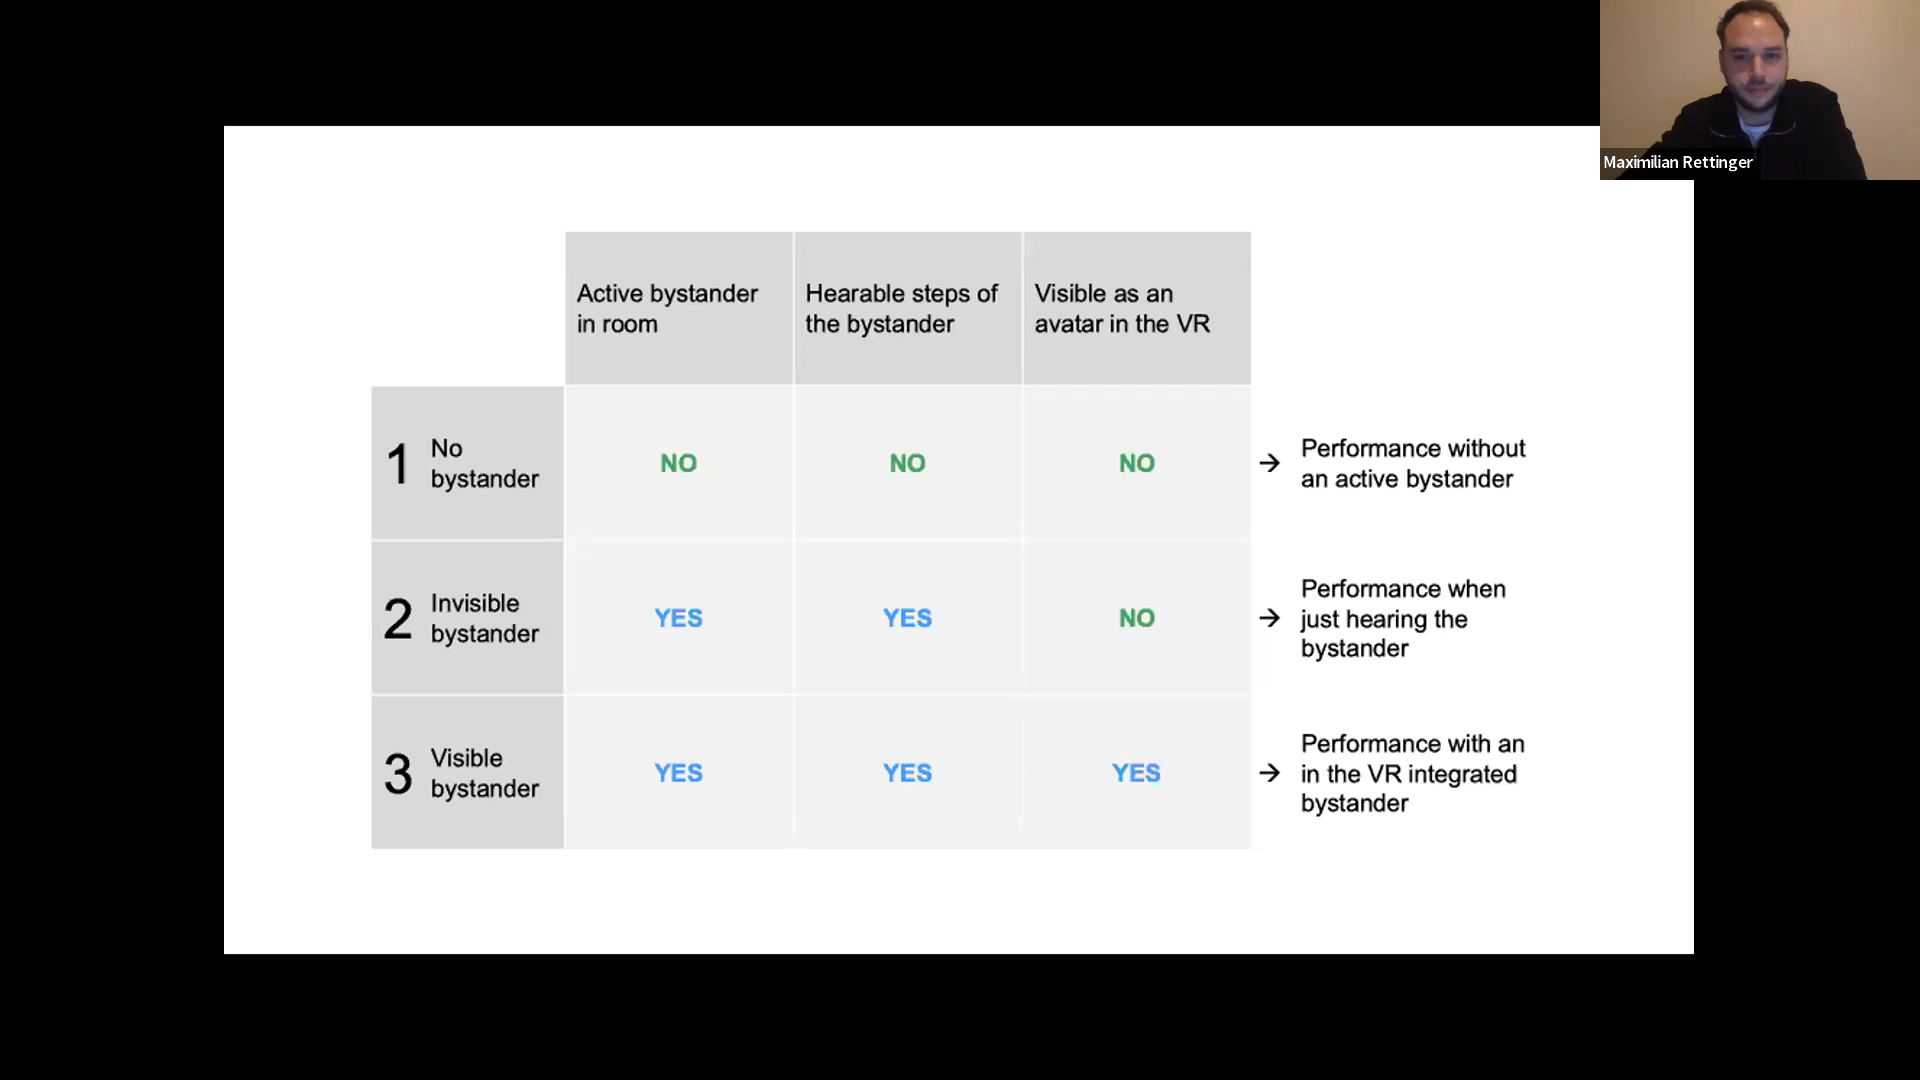 Maximilian Rettinger
Active bystander
in room
Hearable steps of
the bystander
Visible as an
avatar in the VR
1
No
bystander
NO
NO
NO
→
Performance without
an active bystander
2
Invisible
bystander
YES
YES
NO
→
Performance when
just hearing the
bystander
3
Visible
bystander
YES
YES
YES
→
Performance with an
in the VR integrated
bystander